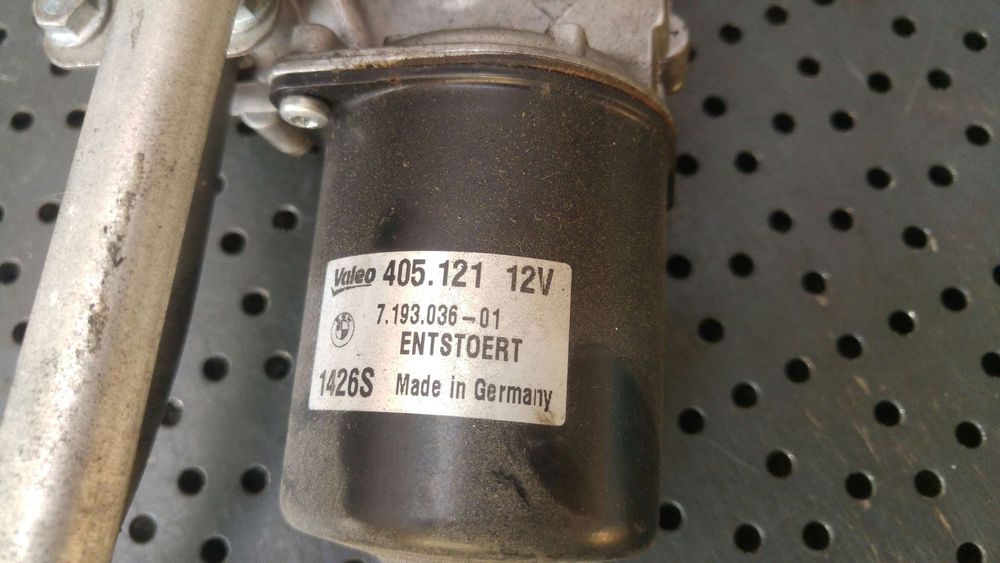 Valeo 405.121 12V
7.193.036-01
ENTSTOERT
1426S Made in Germany